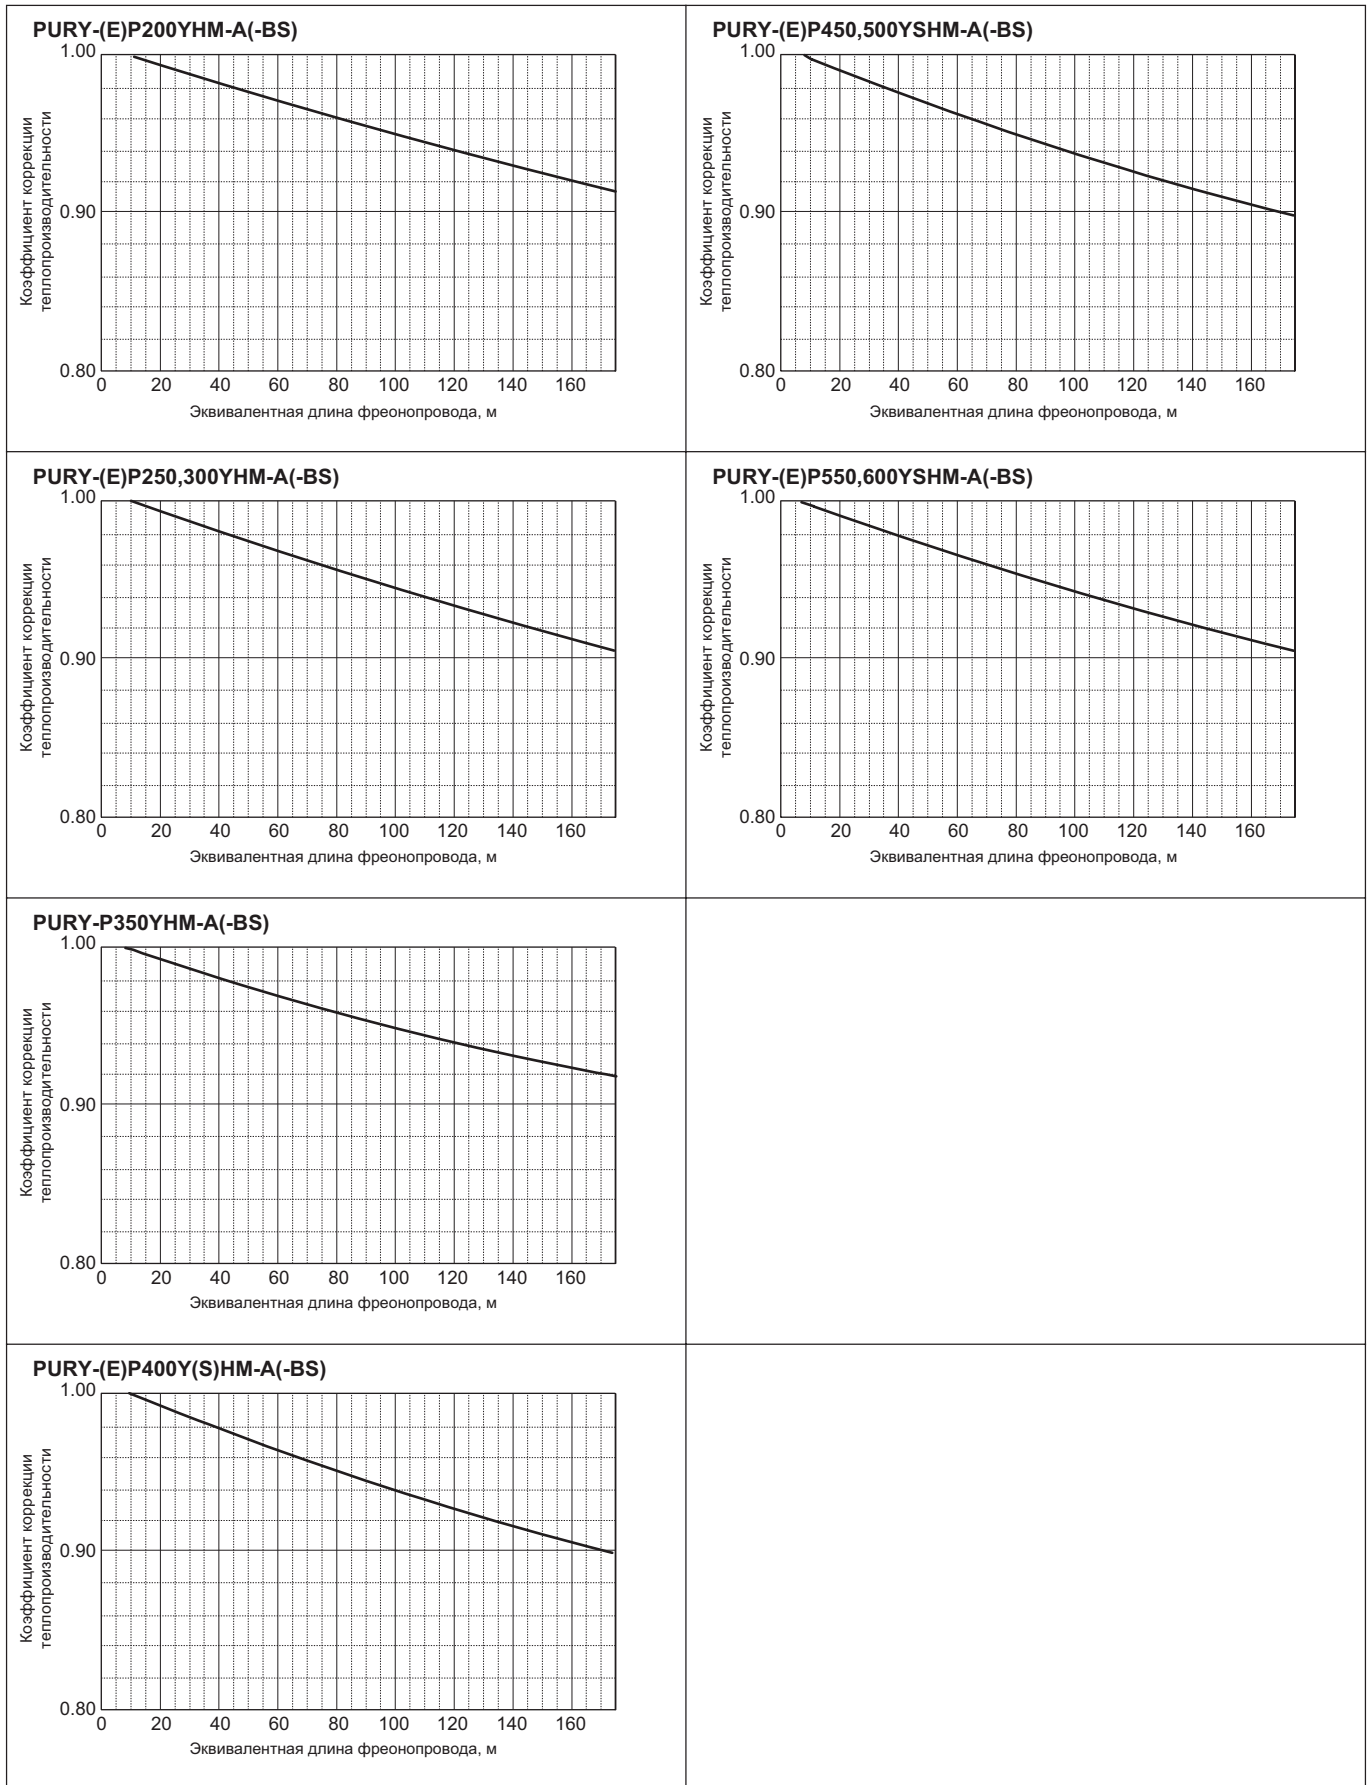 PURY-(E)P200YHM-A(-BS)
1.00
0.90
0.80
Коэффициент коррекции
теплопроизводительности
0 20 40 60 80 100 120 140 160
Эквивалентная длина фреонопровода, м
PURY-(E)P450,500YSHM-A(-BS)
1.00
0.90
0.80
Коэффициент коррекции
теплопроизводительности
0 20 40 60 80 100 120 140 160
Эквивалентная длина фреонопровода, м
PURY-(E)P250,300YHM-A(-BS)
1.00
0.90
0.80
Коэффициент коррекции
теплопроизводительности
0 20 40 60 80 100 120 140 160
Эквивалентная длина фреонопровода, м
PURY-(E)P550,600YSHM-A(-BS)
1.00
0.90
0.80
Коэффициент коррекции
теплопроизводительности
0 20 40 60 80 100 120 140 160
Эквивалентная длина фреонопровода, м
PURY-P350YHM-A(-BS)
1.00
0.90
0.80
Коэффициент коррекции
теплопроизводительности
0 20 40 60 80 100 120 140 160
Эквивалентная длина фреонопровода, м
PURY-(E)P400Y(S)HM-A(-BS)
1.00
0.90
0.80
Коэффициент коррекции
теплопроизводительности
0 20 40 60 80 100 120 140 160
Эквивалентная длина фреонопровода, м